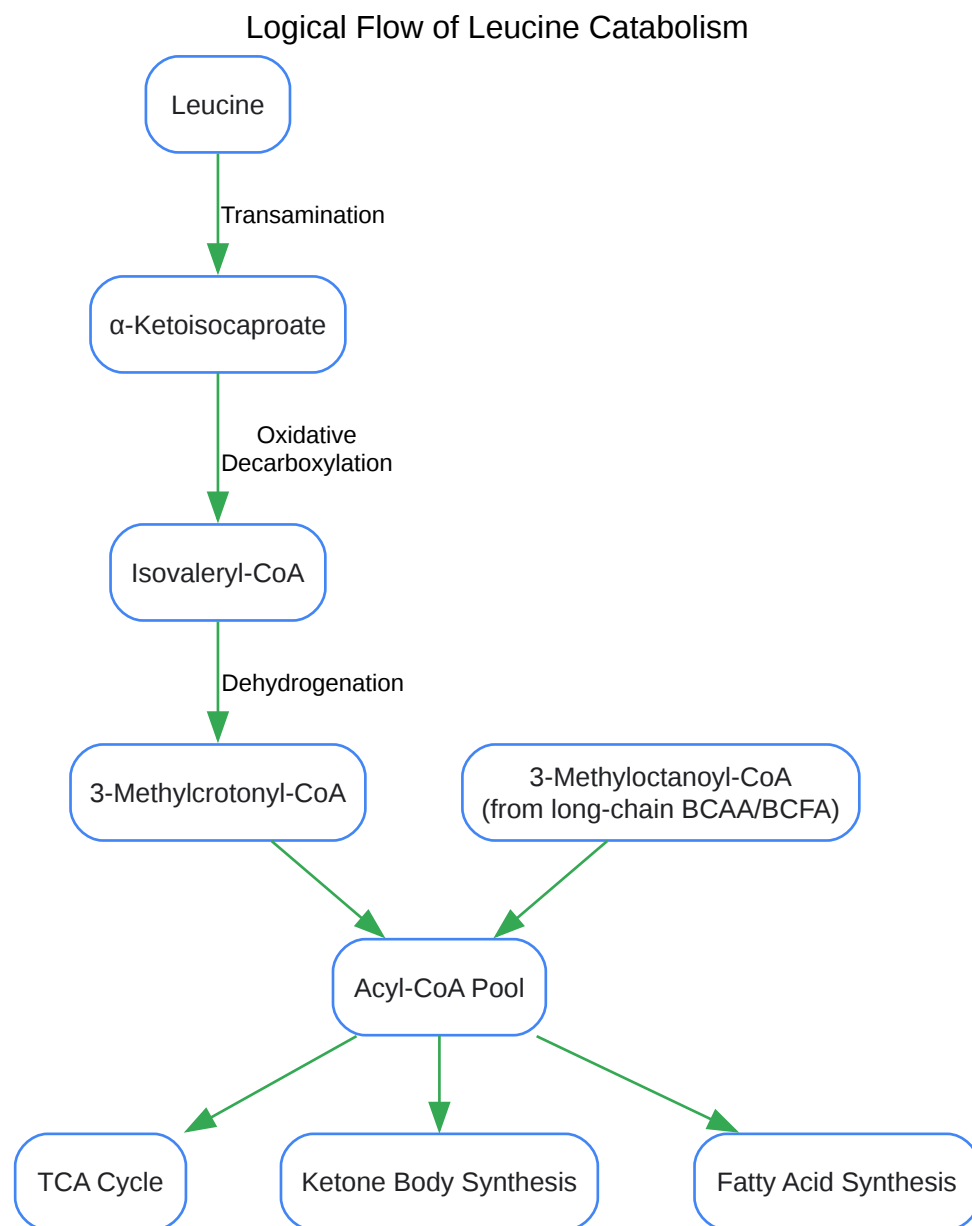 Logical Flow of Leucine Catabolism
Leucine
Transamination
α-Ketoisocaproate
Oxidative
Decarboxylation
Isovaleryl-CoA
Dehydrogenation
3-Methylcrotonyl-CoA
3-Methyloctanoyl-CoA
(from long-chain BCAA/BCFA)
Acyl-CoA Pool
TCA Cycle
Ketone Body Synthesis
Fatty Acid Synthesis